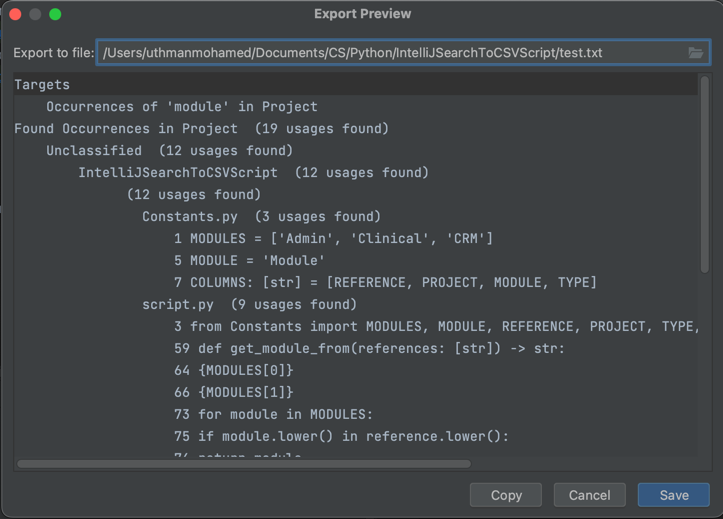 Export Preview
Export to file: /Users/uthmanmohamed/Documents/CS/Python/IntelliJSearchToCSVScript/test.txt
Targets
Occurrences of 'module' in Project
Found Occurrences in Project (19 usages found)
Unclassified (12 usages found)
IntelliJSearchToCSVScript (12 usages found)
(12 usages found)
Constants.py (3 usages found)
1 MODULES = ['Admin', 'Clinical', 'CRM']
5 MODULE = 'Module'
7 COLUMNS: [str] = [REFERENCE, PROJECT, MODULE, TYPE]
script.py (9 usages found)
3 from Constants import MODULES, MODULE, REFERENCE, PROJECT, TYPE,
59 def get_module_from(references: [str]) -> str:
64 {MODULES[0]}
66 {MODULES[1]}
73 for module in MODULES:
75 if module.lower() in reference.lower():
76 return module
Copy Cancel Save